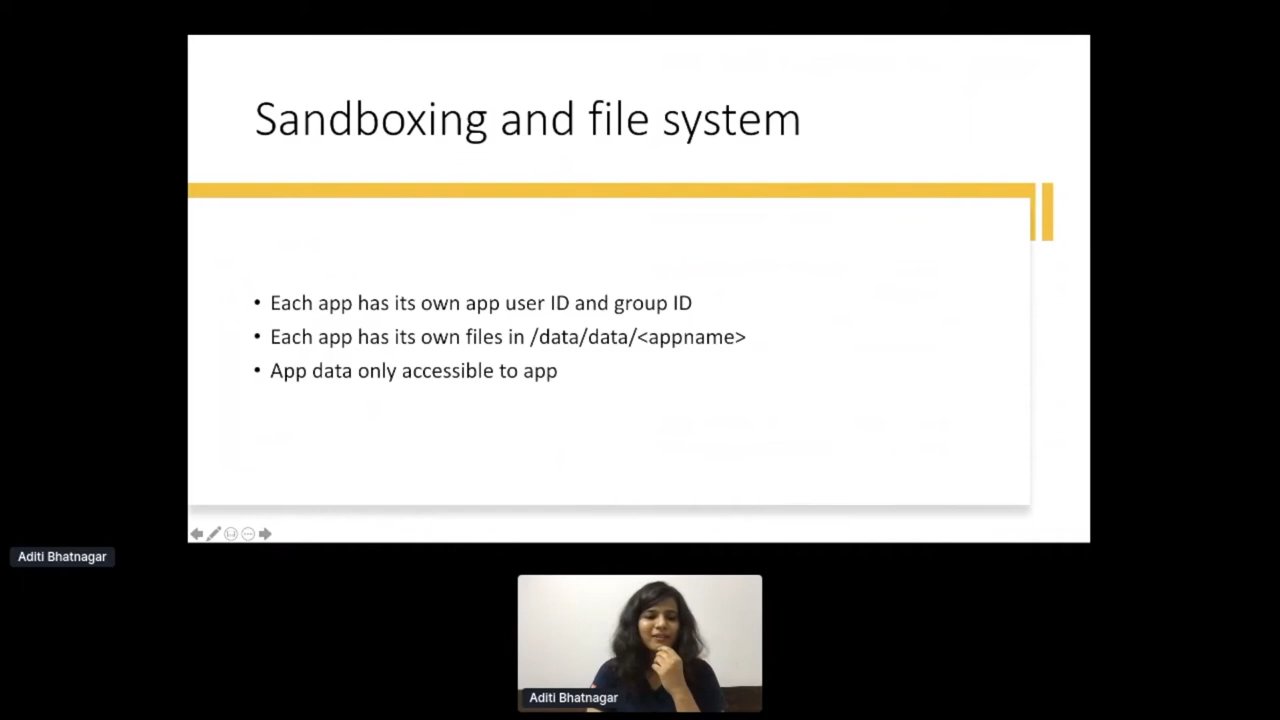 Sandboxing and file system
• Each app has its own app user ID and group ID
• Each app has its own files in /data/data/<appname>
• App data only accessible to app
Aditi Bhatnagar
Aditi Bhatnagar